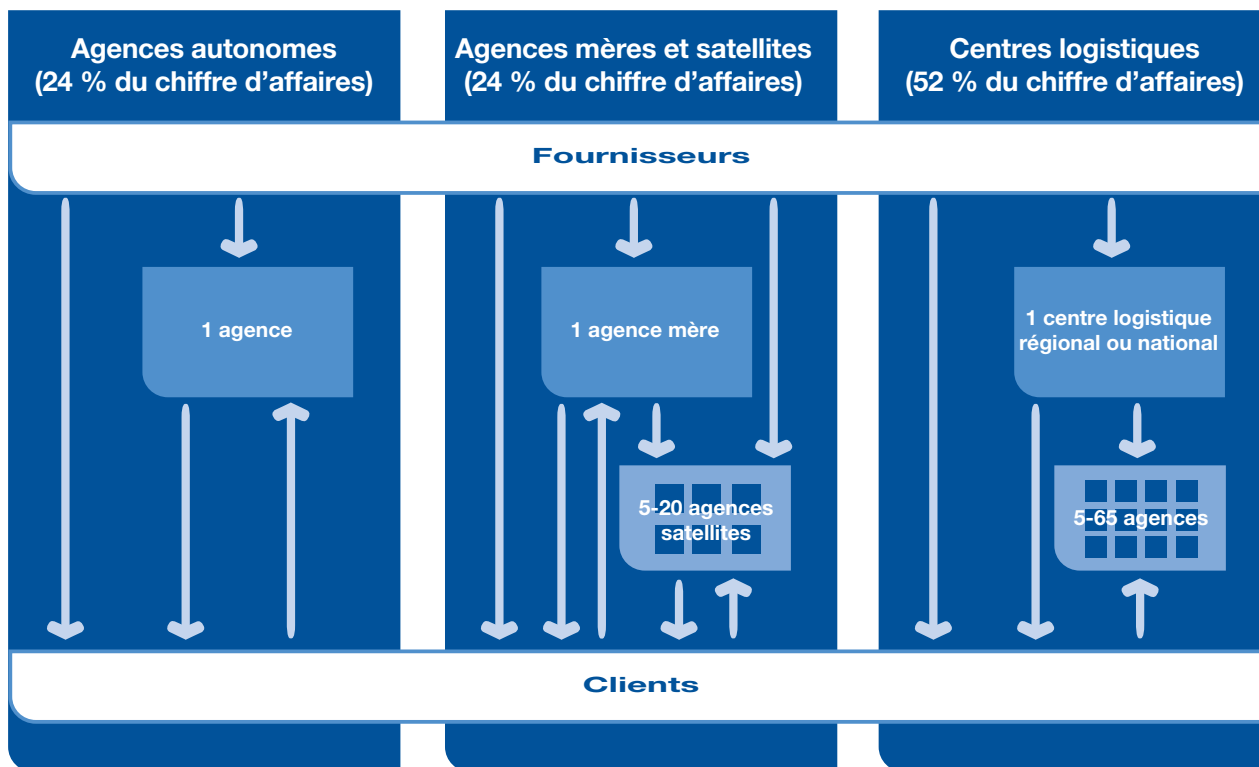 Agences autonomes
(24 % du chiffre d’affaires)
Agences mères et satellites
(24 % du chiffre d’affaires)
Centres logistiques
(52 % du chiffre d’affaires)
Fournisseurs
1 agence
1 agence mère
1 centre logistique
régional ou national
5-20 agences
satellites
5-65 agences
Clients